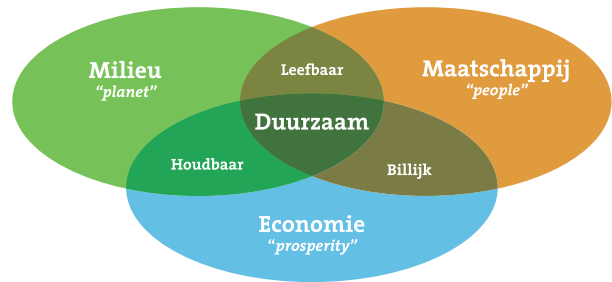 Milieu
“planet”
Leefbaar
Maatschappij
“people”
Duurzaam
Houdbaar
Billijk
Economie
“prosperity”